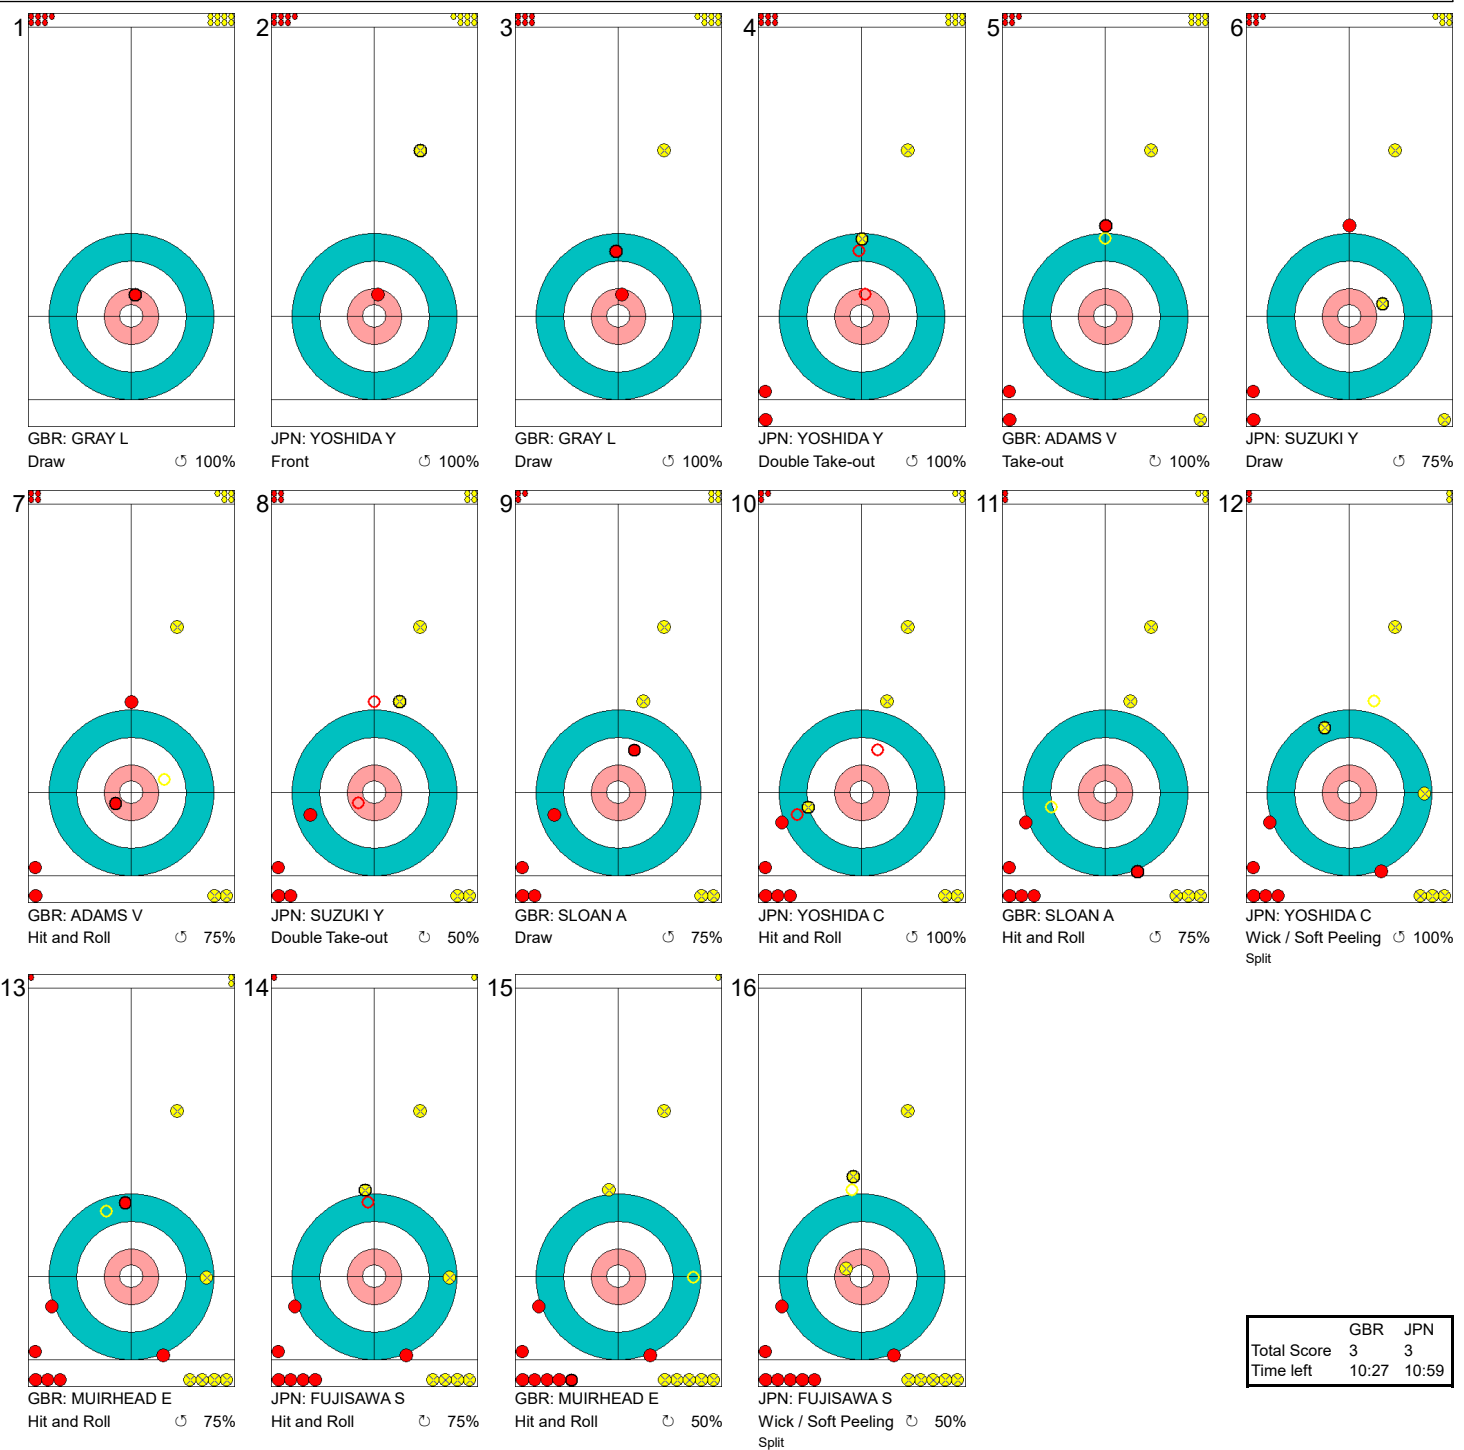 1
2
3
4
5
6
GBR: GRAY L
Draw ↺ 100%
JPN: YOSHIDA Y
Front ↺ 100%
GBR: GRAY L
Draw ↺ 100%
JPN: YOSHIDA Y
Double Take-out ↺ 100%
GBR: ADAMS V
Take-out ↻ 100%
JPN: SUZUKI Y
Draw ↺ 75%
7
8
9
10
11
12
GBR: ADAMS V
Hit and Roll ↺ 75%
JPN: SUZUKI Y
Double Take-out ↻ 50%
GBR: SLOAN A
Draw ↺ 75%
JPN: YOSHIDA C
Hit and Roll ↺ 100%
GBR: SLOAN A
Hit and Roll ↺ 75%
JPN: YOSHIDA C
Wick / Soft Peeling ↺ 100%
Split
13
14
15
16
GBR: MUIRHEAD E
Hit and Roll ↺ 75%
JPN: FUJISAWA S
Hit and Roll ↻ 75%
GBR: MUIRHEAD E
Hit and Roll ↺ 50%
JPN: FUJISAWA S
Wick / Soft Peeling ↻ 50%
Split
GBR JPN
Total Score 3 3
Time left 10:27 10:59